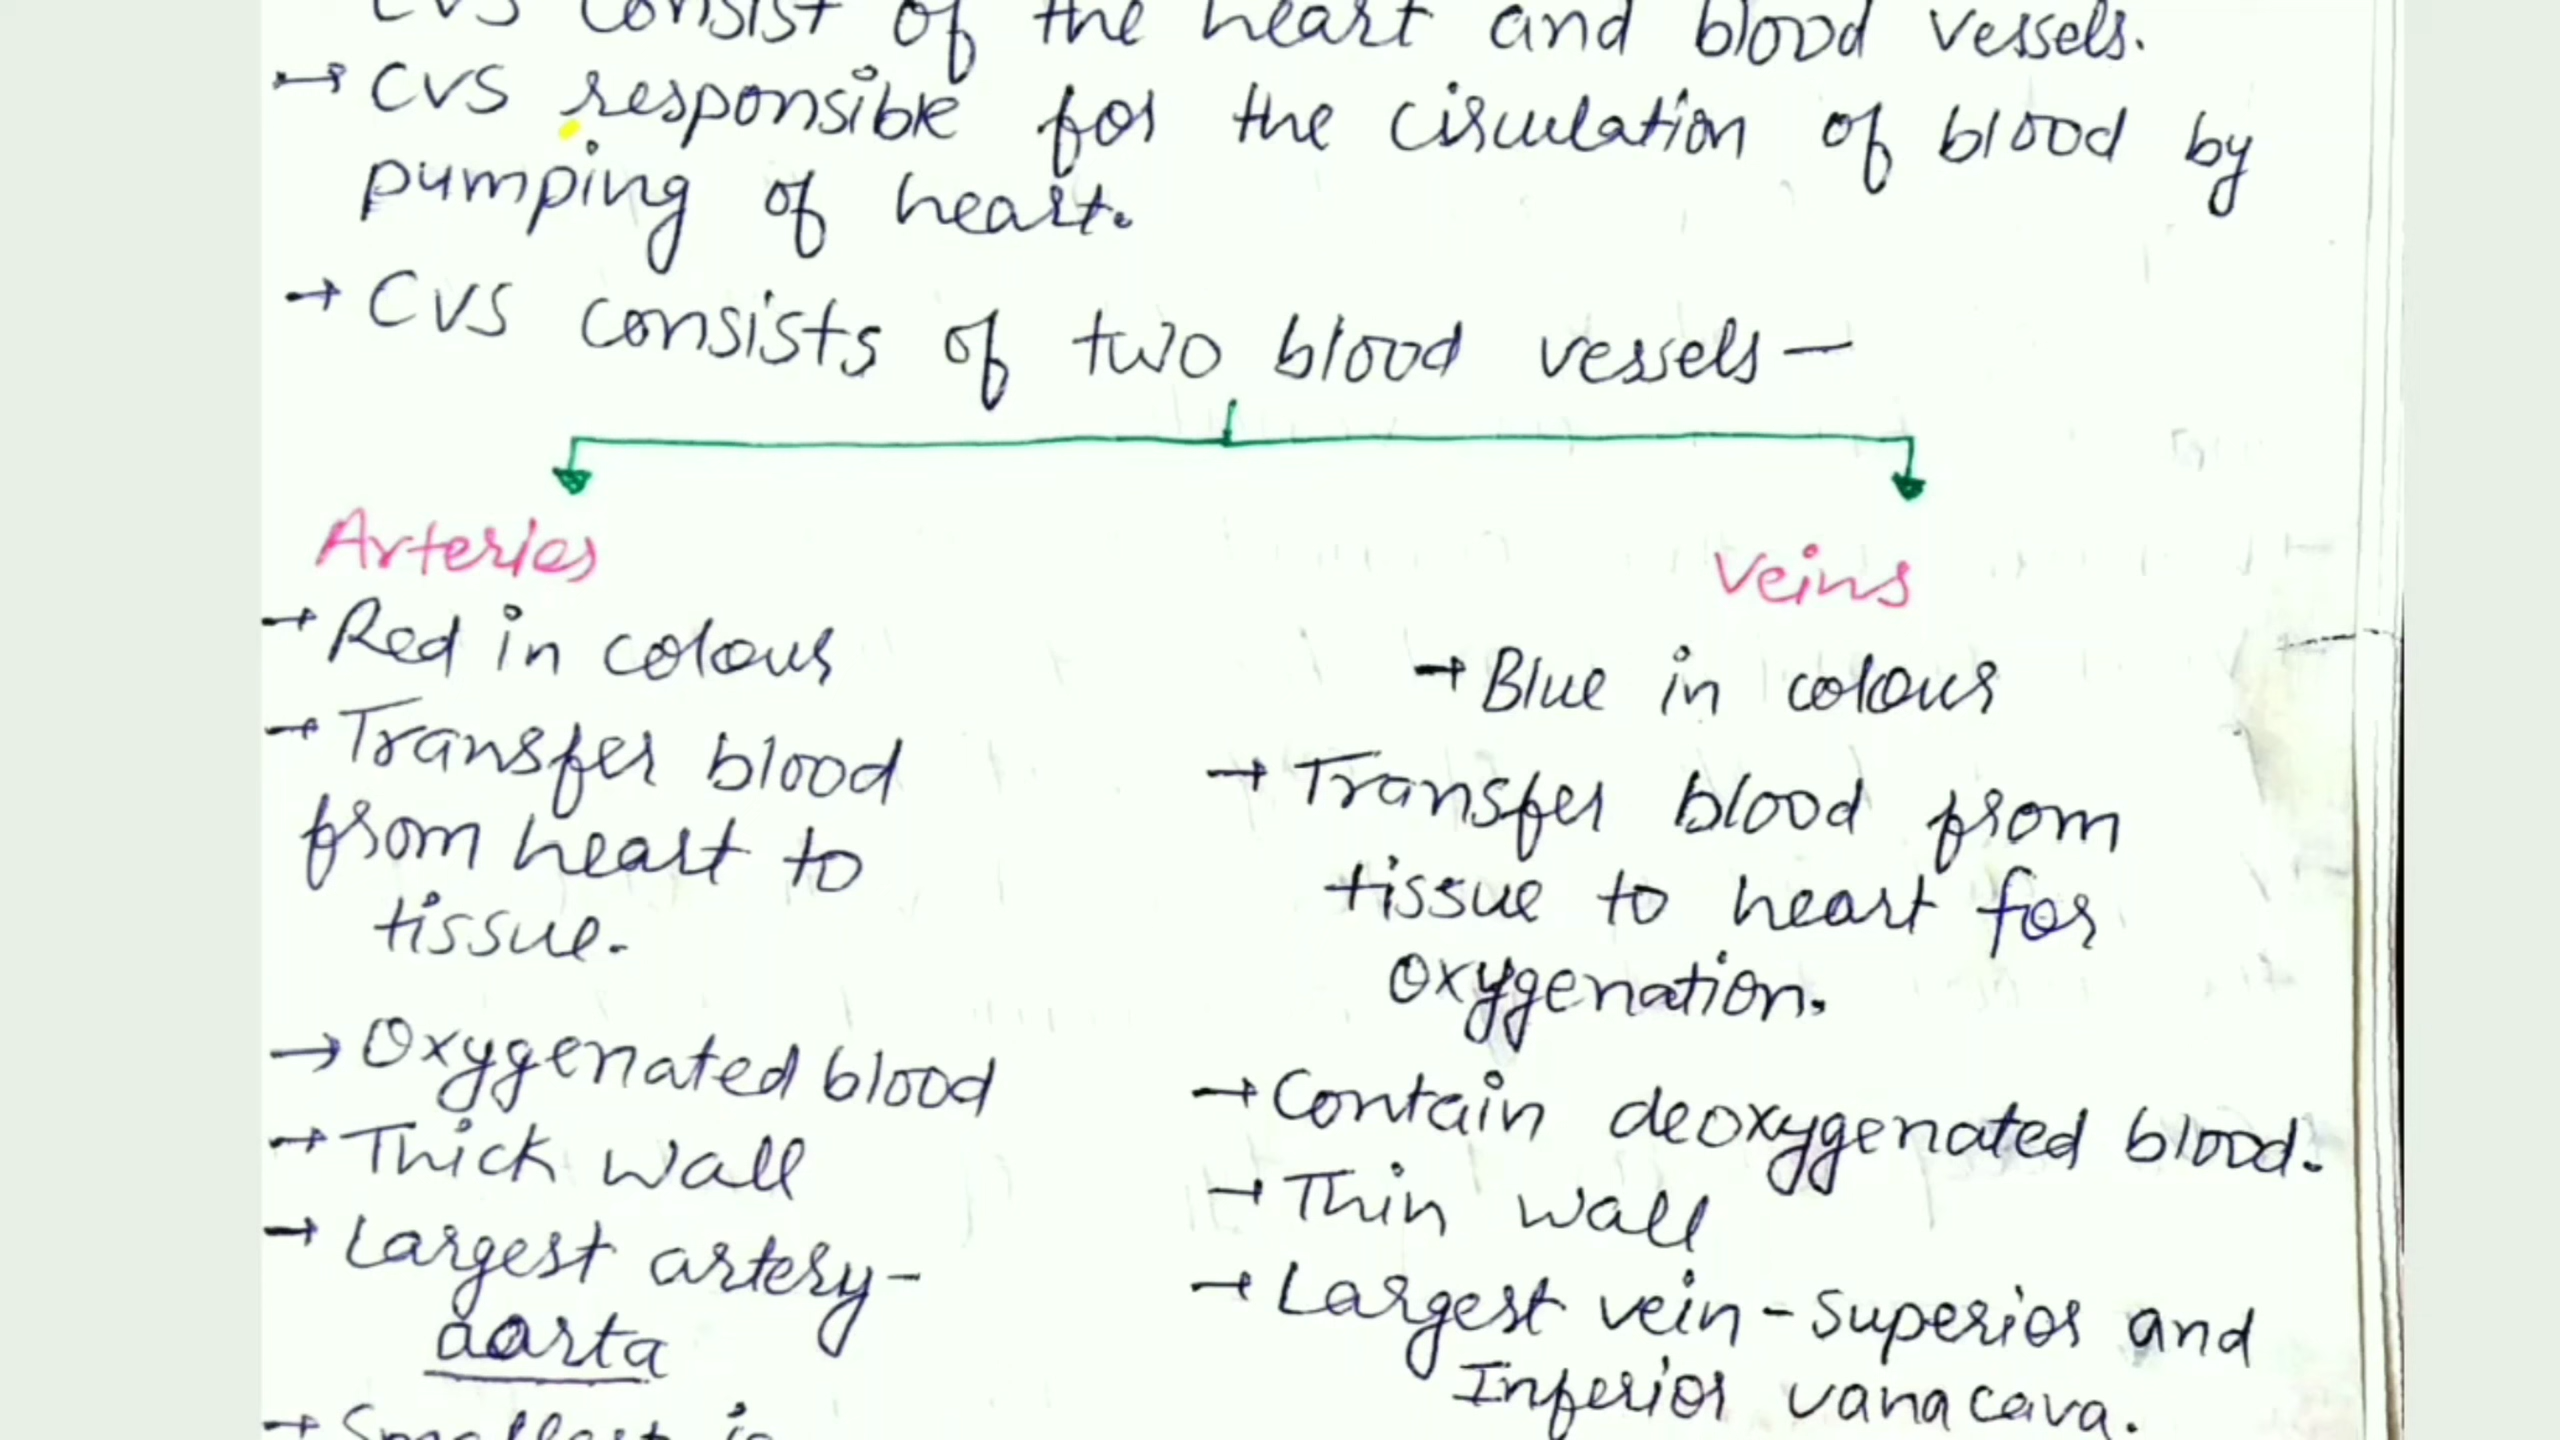 CVS consist of the heart and blood vessels.
→ CVS responsible for the circulation of blood by
pumping of heart.
→ CVS consists of two blood vessels —
Arteries
→ Red in colour
→ Transfer blood
from heart to
tissue.
→ Oxygenated blood
→ Thick wall
→ Largest artery-
aorta
→ Smallest is
Veins
→ Blue in colour
→ Transfer blood from
tissue to heart for
oxygenation.
→ Contain deoxygenated blood.
→ Thin wall
→ Largest vein - superior and
Inferior vanacava.